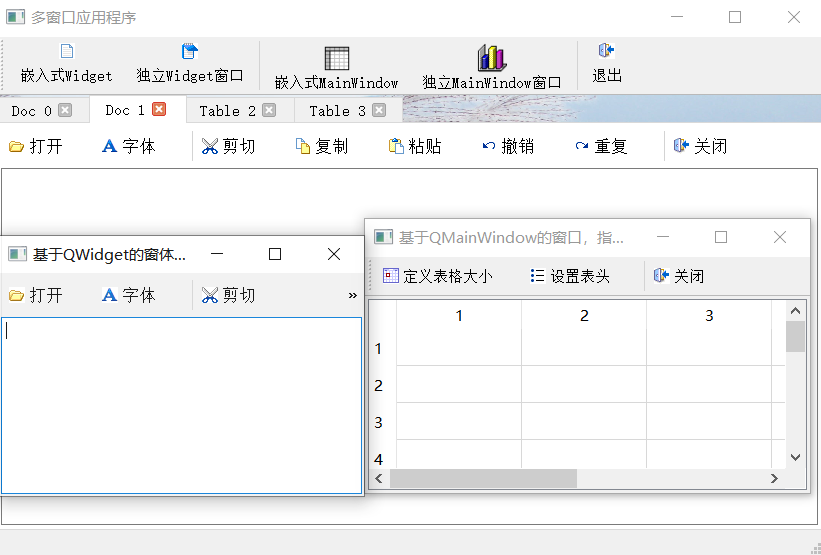 多窗口应用程序
嵌入式Widget 独立Widget窗口 嵌入式MainWindow 独立MainWindow窗口 退出
Doc 0 Doc 1 Table 2 Table 3
打开 字体 剪切 复制 粘贴 撤销 重复 关闭
基于QWidget的窗体...
打开 字体 剪切 »
基于QMainWindow的窗口，指...
定义表格大小 设置表头 关闭
1 2 3
1
2
3
4